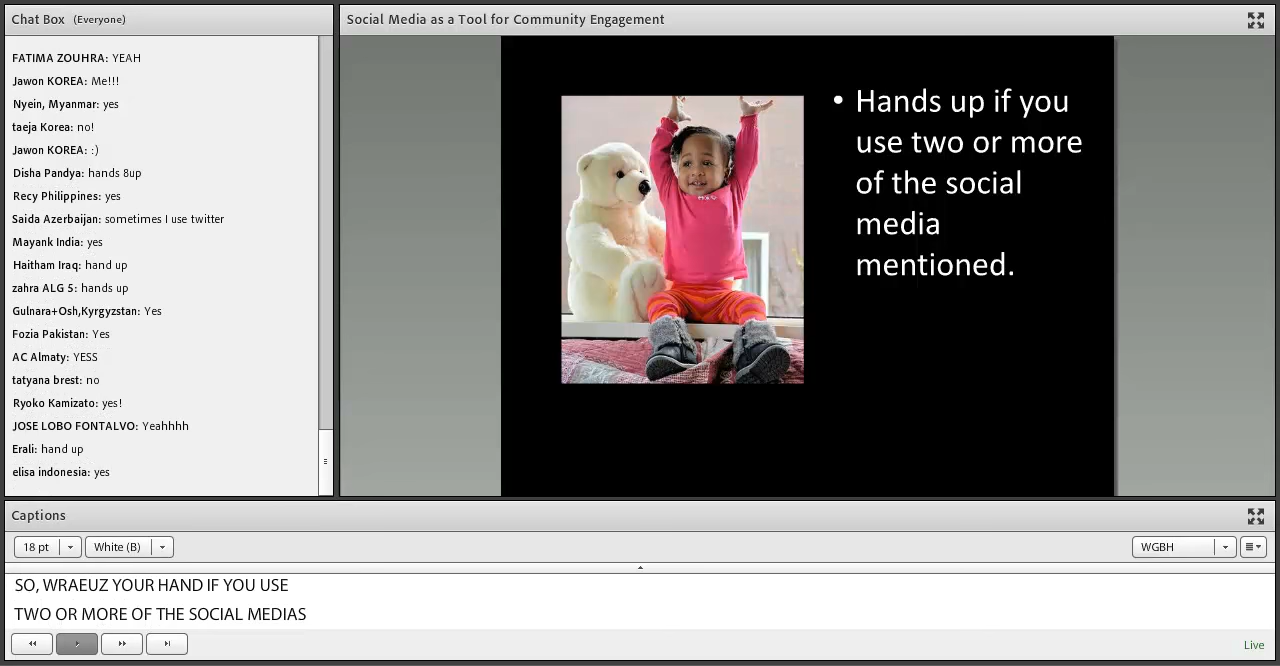 Chat Box (Everyone)
FATIMA ZOUHRA: YEAH
Jawon KOREA: Me!!!
Nyein, Myanmar: yes
taeja Korea: no!
Jawon KOREA: :)
Disha Pandya: hands 8up
Recy Philippines: yes
Saida Azerbaijan: sometimes I use twitter
Mayank India: yes
Haitham Iraq: hand up
zahra ALG 5: hands up
Gulnara+Osh,Kyrgyzstan: Yes
Fozia Pakistan: Yes
AC Almaty: YESS
tatyana brest: no
Ryoko Kamizato: yes!
JOSE LOBO FONTALVO: Yeahhhh
Erali: hand up
elisa indonesia: yes
Social Media as a Tool for Community Engagement
• Hands up if you
use two or more
of the social
media
mentioned.
Captions
18 pt
White (B)
WGBH
SO, WRAEUZ YOUR HAND IF YOU USE
TWO OR MORE OF THE SOCIAL MEDIAS
Live